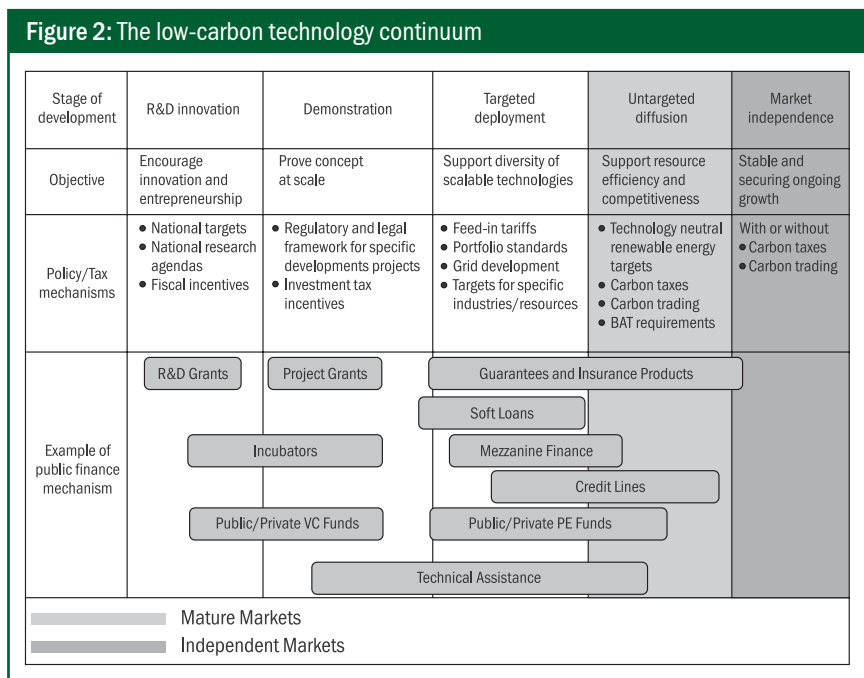 Figure 2: The low-carbon technology continuum
Stage of
development
R&D innovation
Demonstration
Targeted
deployment
Untargeted
diffusion
Market
independence
Objective
Encourage
innovation and
entrepreneurship
Prove concept
at scale
Support diversity of
scalable technologies
Support resource
efficiency and
competitiveness
Stable and
securing ongoing
growth
Policy/Tax
mechanisms
• National targets
• National research
agendas
• Fiscal incentives
• Regulatory and legal
framework for specific
developments projects
• Investment tax
incentives
• Feed-in tariffs
• Portfolio standards
• Grid development
• Targets for specific
industries/resources
• Technology neutral
renewable energy
targets
• Carbon taxes
• Carbon trading
• BAT requirements
With or without
• Carbon taxes
• Carbon trading
Example of
public finance
mechanism
R&D Grants
Project Grants
Guarantees and Insurance Products
Soft Loans
Incubators
Mezzanine Finance
Credit Lines
Public/Private VC Funds
Public/Private PE Funds
Technical Assistance
Mature Markets
Independent Markets